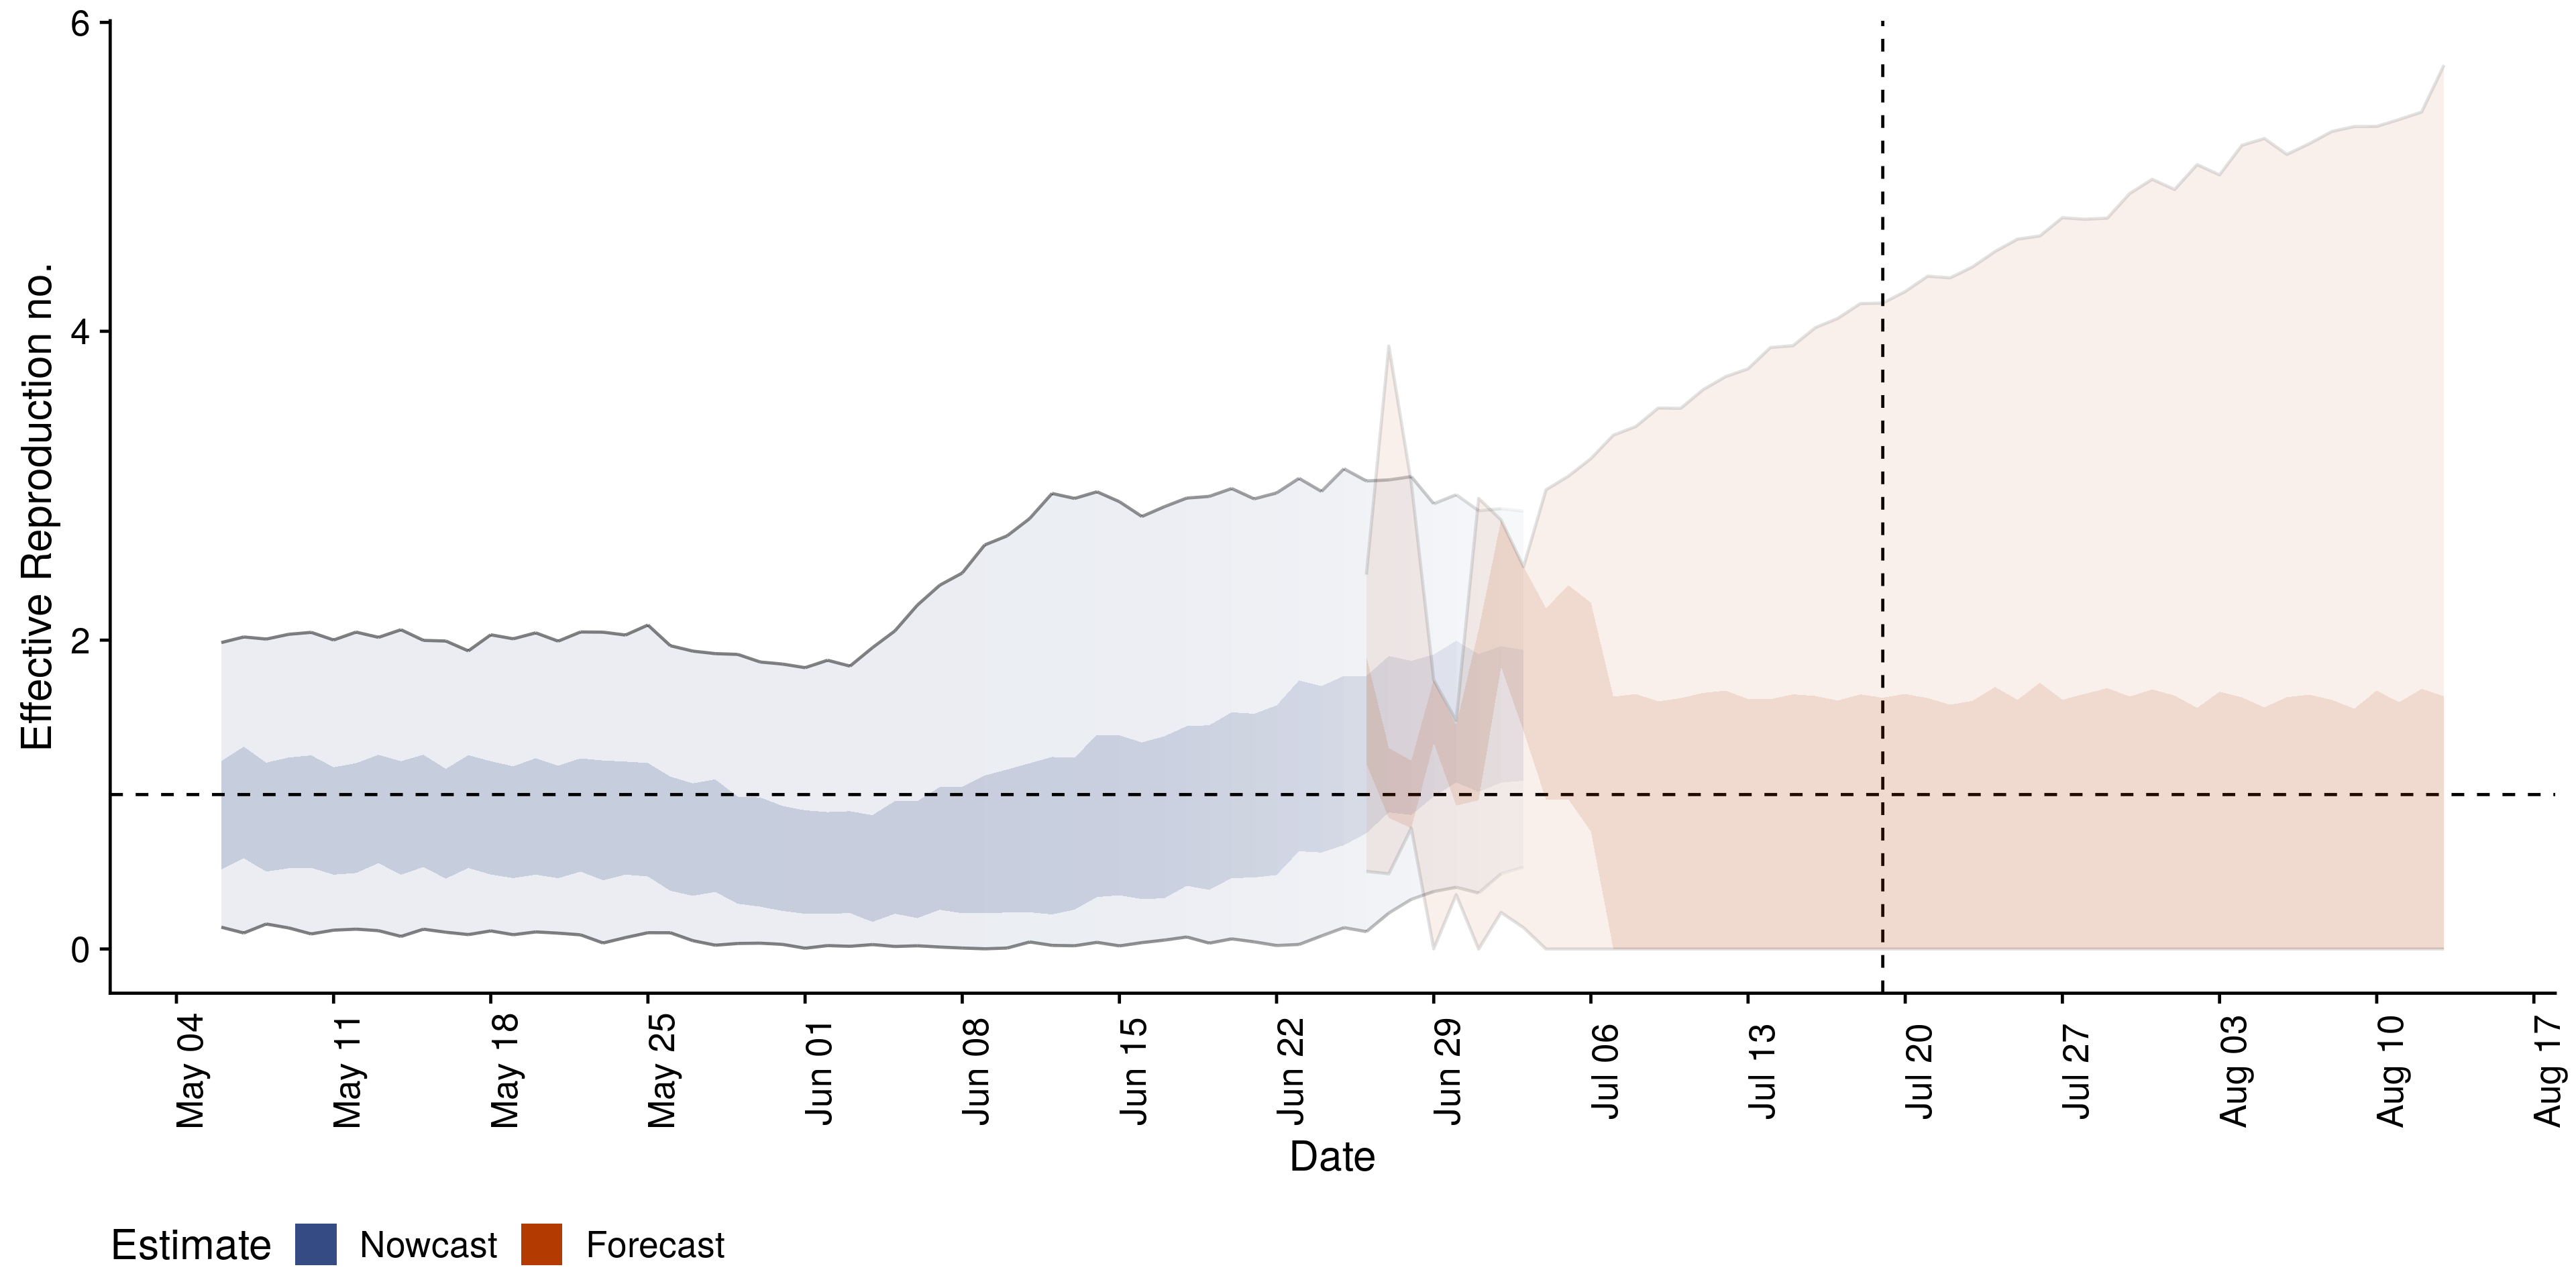 Effective Reproduction no.
6
4
2
0
May 04
May 11
May 18
May 25
Jun 01
Jun 08
Jun 15
Jun 22
Jun 29
Jul 06
Jul 13
Jul 20
Jul 27
Aug 03
Aug 10
Aug 17
Date
Estimate Nowcast Forecast